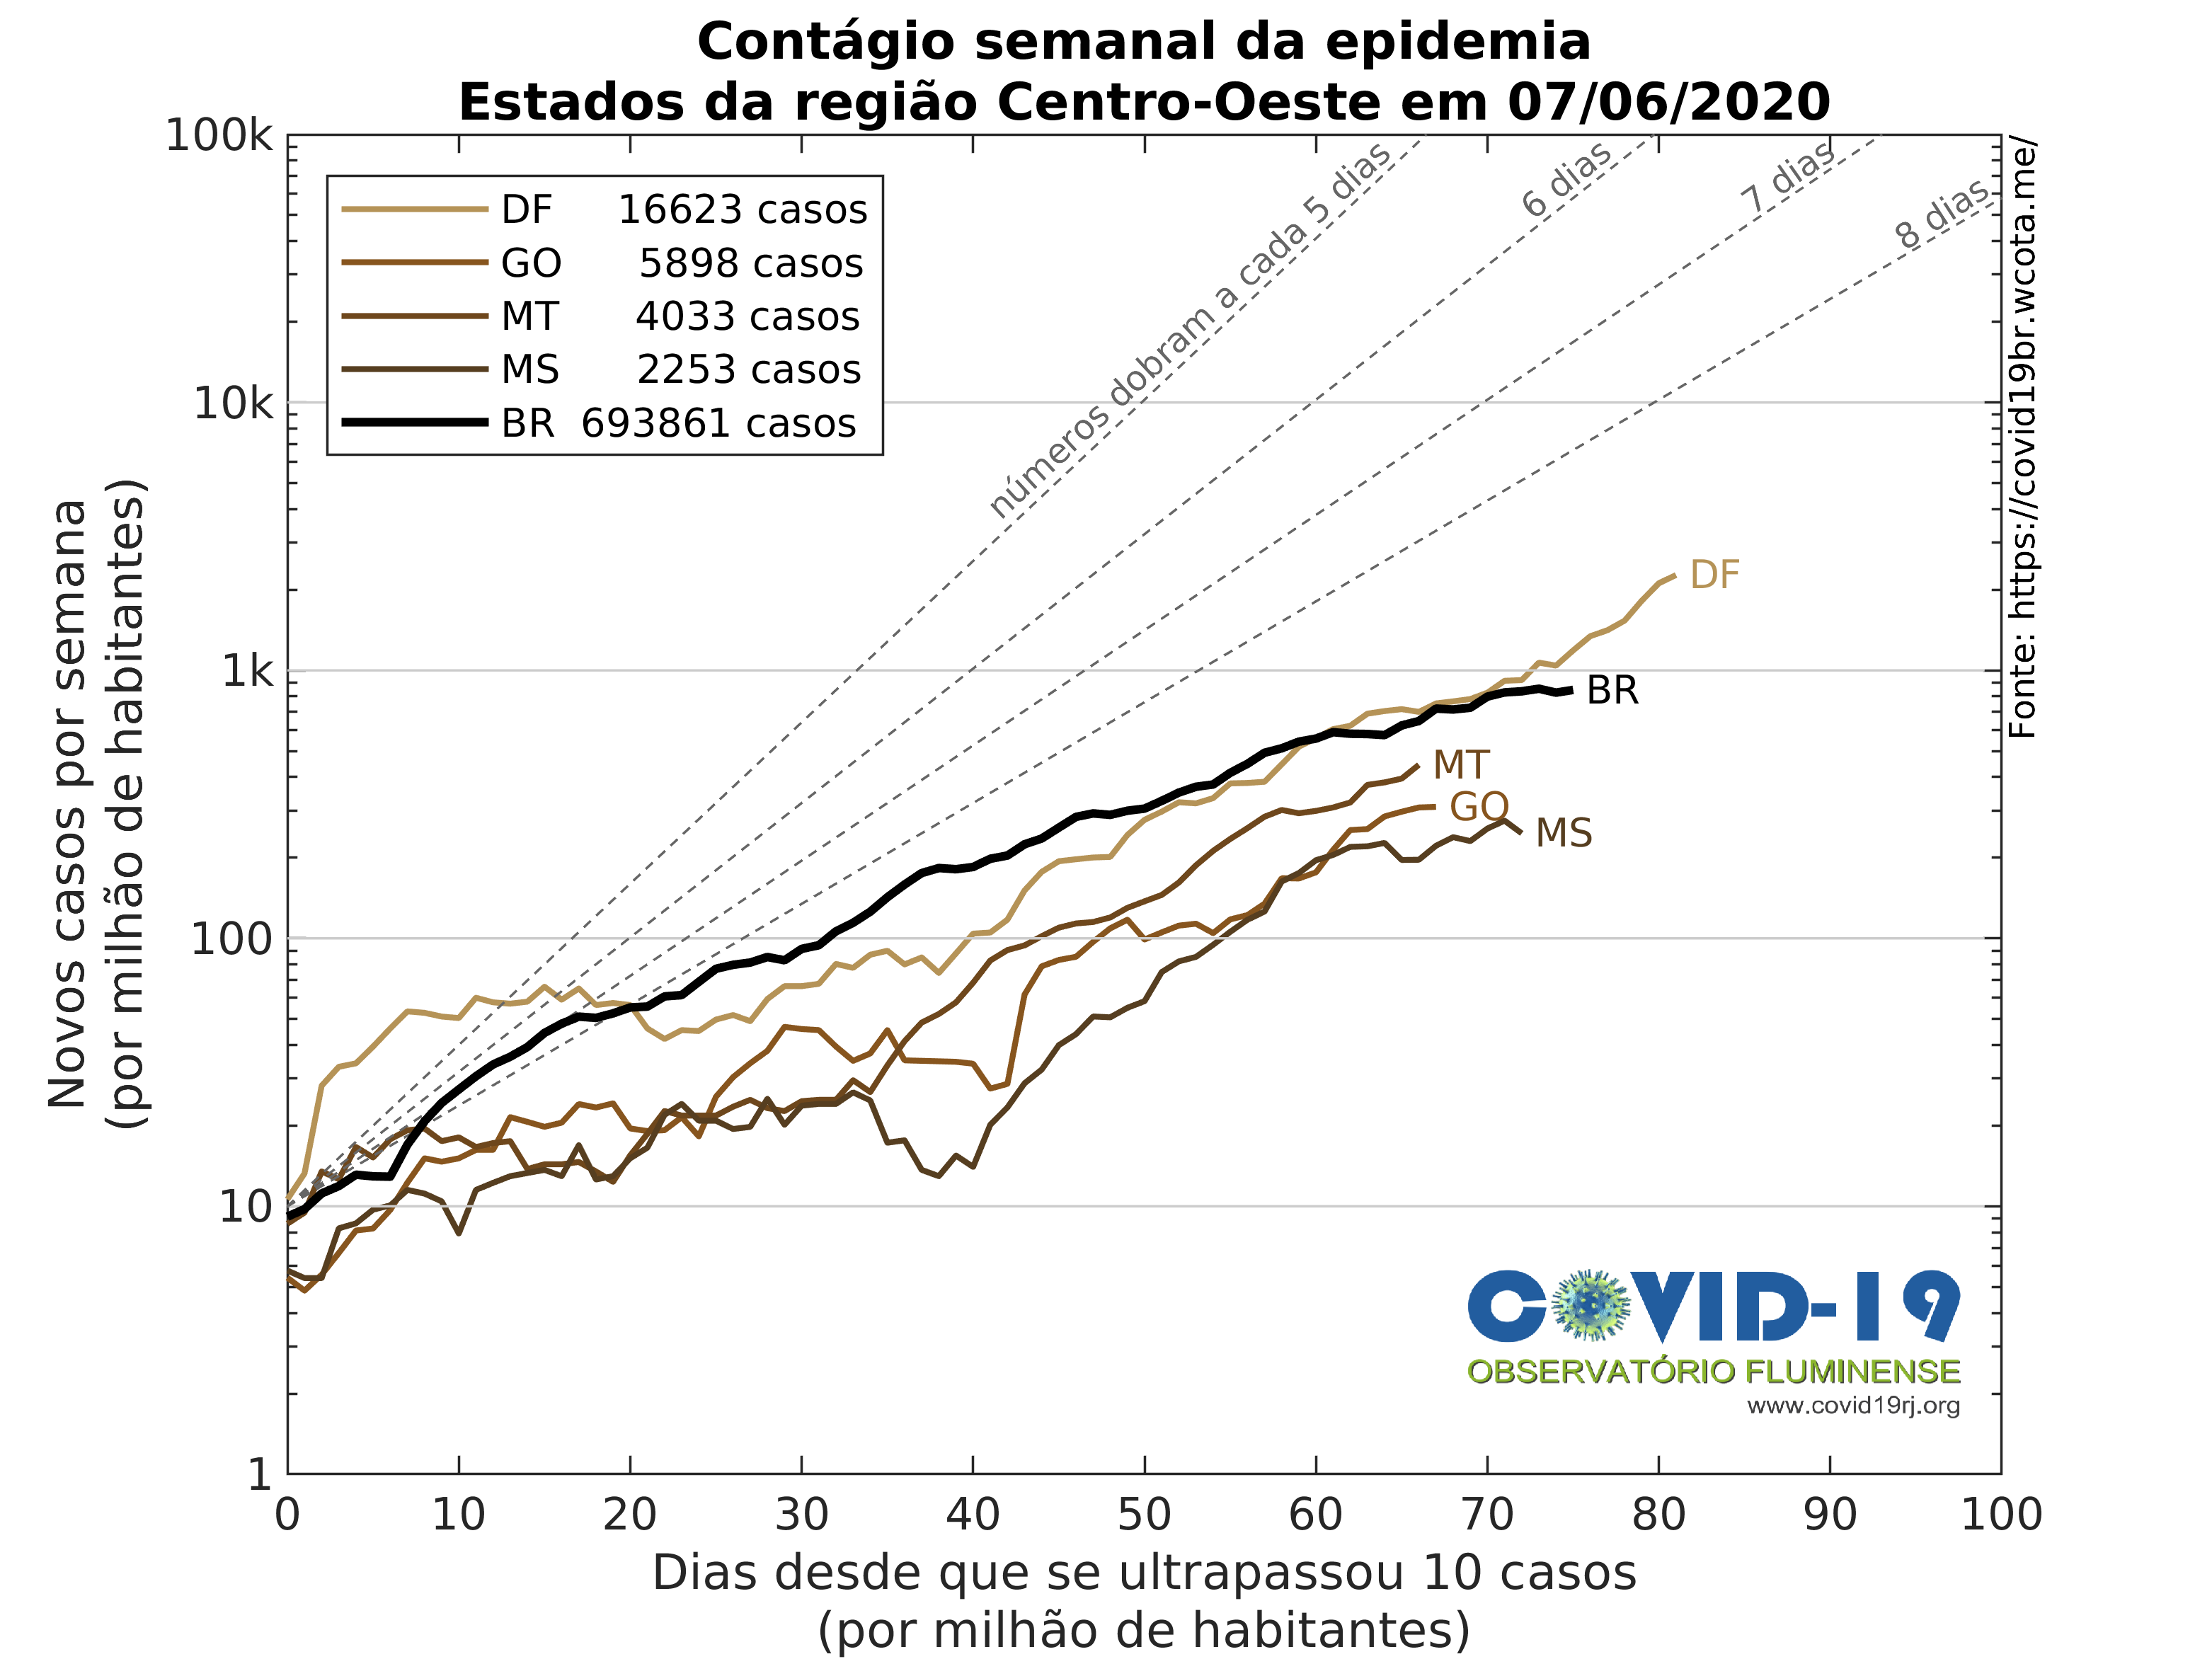 Contágio semanal da epidemia
Estados da região Centro-Oeste em 07/06/2020
100k
10k
1k
100
10
1
Novos casos por semana
(por milhão de habitantes)
DF 16623 casos
GO 5898 casos
MT 4033 casos
MS 2253 casos
BR 693861 casos
números dobram a cada 5 dias
6 dias
7 dias
8 dias
Fonte: https://covid19br.wcota.me/
DF
BR
MT
GO
MS
COVID-19
OBSERVATÓRIO FLUMINENSE
www.covid19rj.org
0 10 20 30 40 50 60 70 80 90 100
Dias desde que se ultrapassou 10 casos
(por milhão de habitantes)